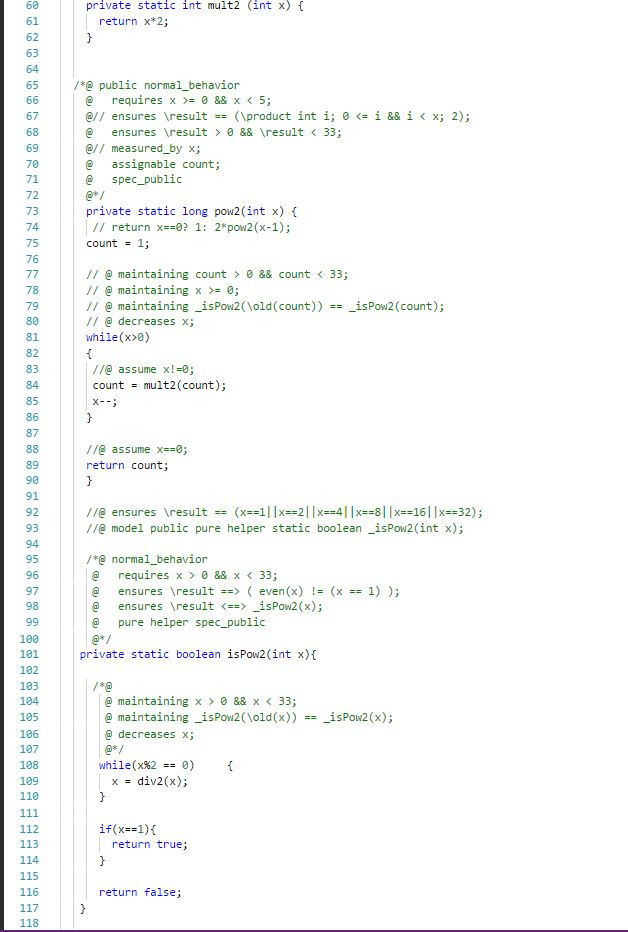 60 private static int mult2 (int x) {
61 return x*2;
62 }
63
64
65 /*@ public normal_behavior
66 @ requires x >= 0 && x < 5;
67 @// ensures \result == (\product int i; 0 <= i && i < x; 2);
68 @ ensures \result > 0 && \result < 33;
69 @// measured_by x;
70 @ assignable count;
71 @ spec_public
72 @*/
73 private static long pow2(int x) {
74 // return x==0? 1: 2*pow2(x-1);
75 count = 1;
76
77 // @ maintaining count > 0 && count < 33;
78 // @ maintaining x >= 0;
79 // @ maintaining _isPow2(\old(count)) == _isPow2(count);
80 // @ decreases x;
81 while(x>0)
82 {
83 //@ assume x!=0;
84 count = mult2(count);
85 x--;
86 }
87
88 //@ assume x==0;
89 return count;
90 }
91
92 //@ ensures \result == (x==1||x==2||x==4||x==8||x==16||x==32);
93 //@ model public pure helper static boolean _isPow2(int x);
94
95 /*@ normal_behavior
96 @ requires x > 0 && x < 33;
97 @ ensures \result ==> ( even(x) != (x == 1) );
98 @ ensures \result <==> _isPow2(x);
99 @ pure helper spec_public
100 @*/
101 private static boolean isPow2(int x){
102
103 /*@
104 @ maintaining x > 0 && x < 33;
105 @ maintaining _isPow2(\old(x)) == _isPow2(x);
106 @ decreases x;
107 @*/
108 while(x%2 == 0) {
109 x = div2(x);
110 }
111
112 if(x==1){
113 return true;
114 }
115
116 return false;
117 }
118